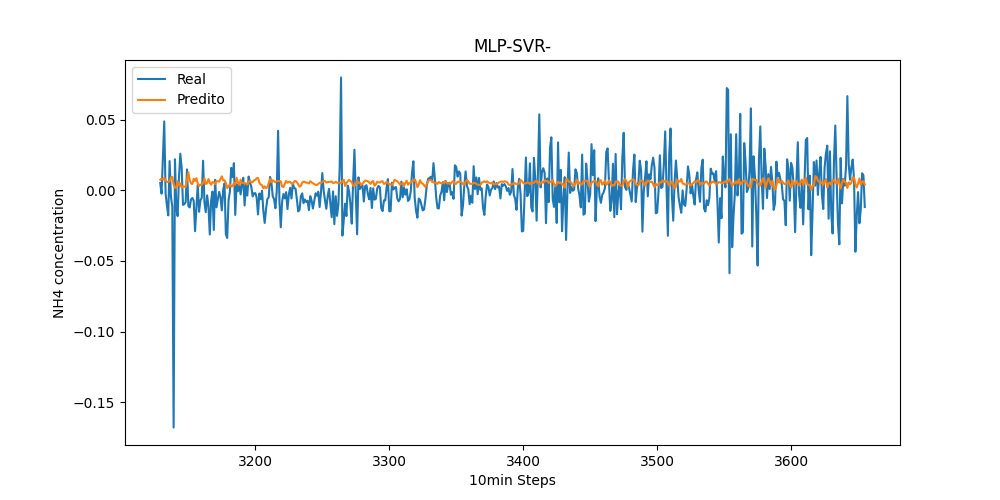 MLP-SVR-
Real
Predito
0.05
0.00
−0.05
−0.10
−0.15
NH4 concentration
3200
3300
3400
3500
3600
10min Steps